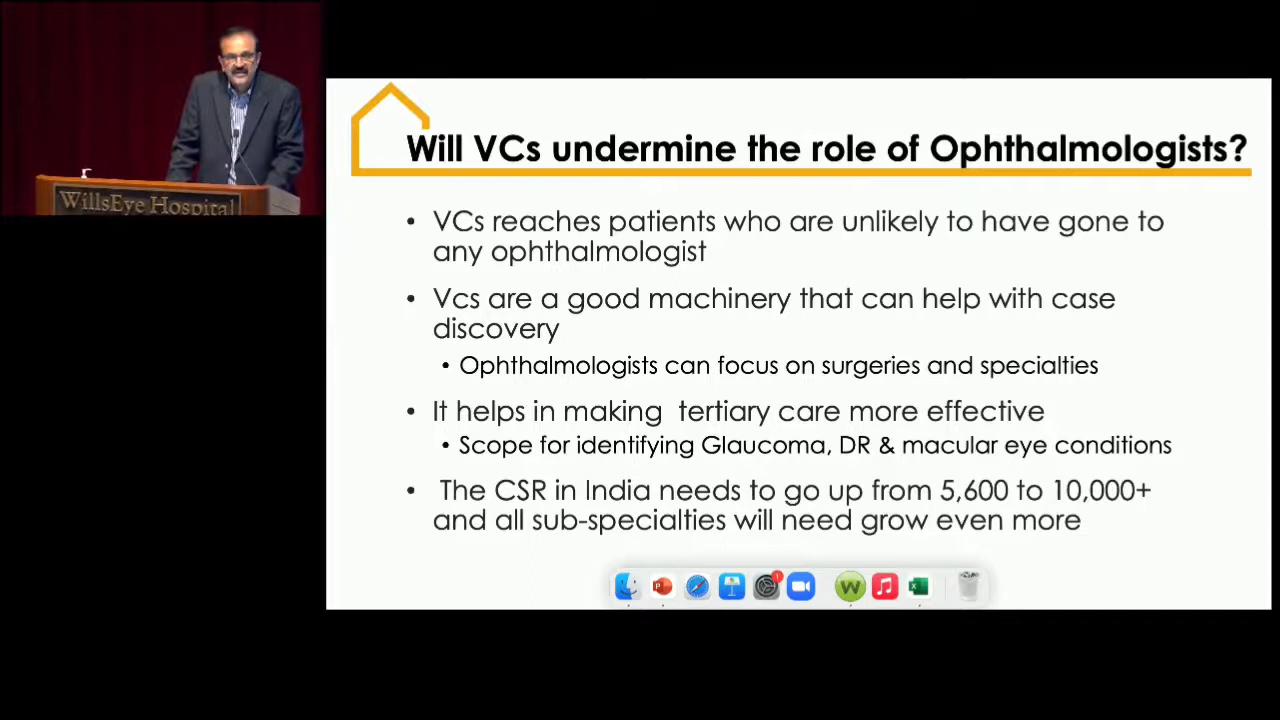 WillsEye Hospital
Will VCs undermine the role of Ophthalmologists?
• VCs reaches patients who are unlikely to have gone to
any ophthalmologist
• Vcs are a good machinery that can help with case
discovery
• Ophthalmologists can focus on surgeries and specialties
• It helps in making tertiary care more effective
• Scope for identifying Glaucoma, DR & macular eye conditions
• The CSR in India needs to go up from 5,600 to 10,000+
and all sub-specialties will need grow even more
1
W